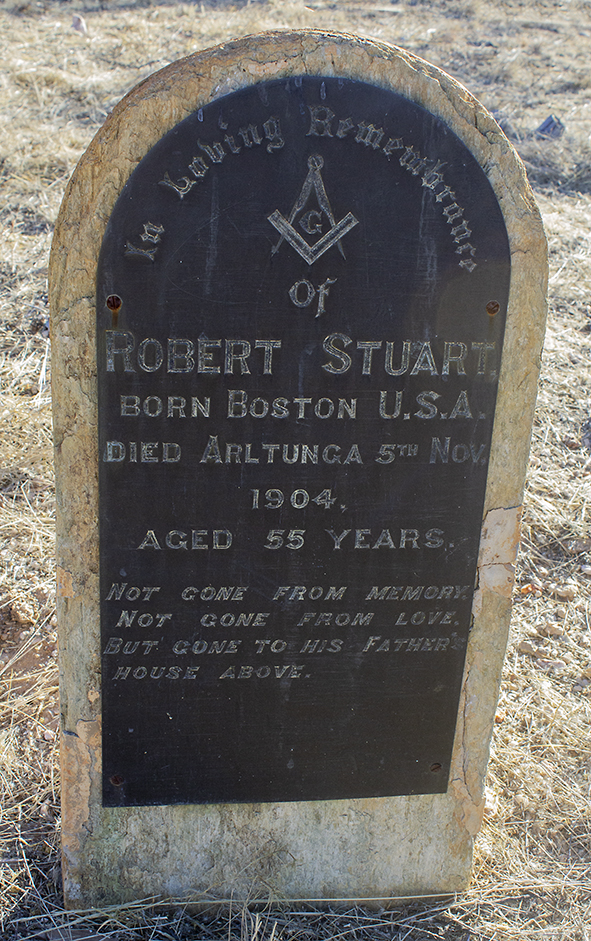 In Loving Remembrance
G
Of
ROBERT STUART.
BORN BOSTON U.S.A.
DIED ARLTUNGA 5TH NOV.
1904,
AGED 55 YEARS.
NOT GONE FROM MEMORY.
NOT GONE FROM LOVE.
BUT GONE TO HIS FATHER'S
HOUSE ABOVE.